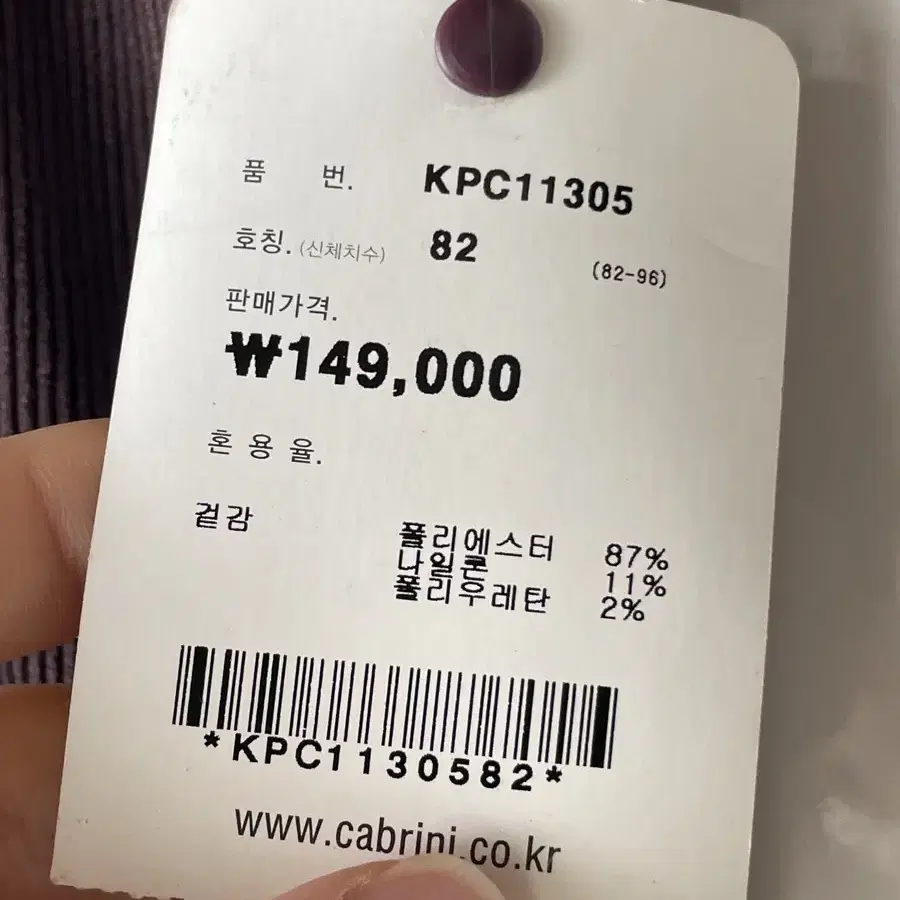 품 번. KPC11305
호칭. (신체치수) 82 (82-96)
판매가격.
₩149,000
혼 용 율.
겉감 폴리에스터 87%
나일론 11%
폴리우레탄 2%
*KPC1130582*
www.cabrini.co.kr